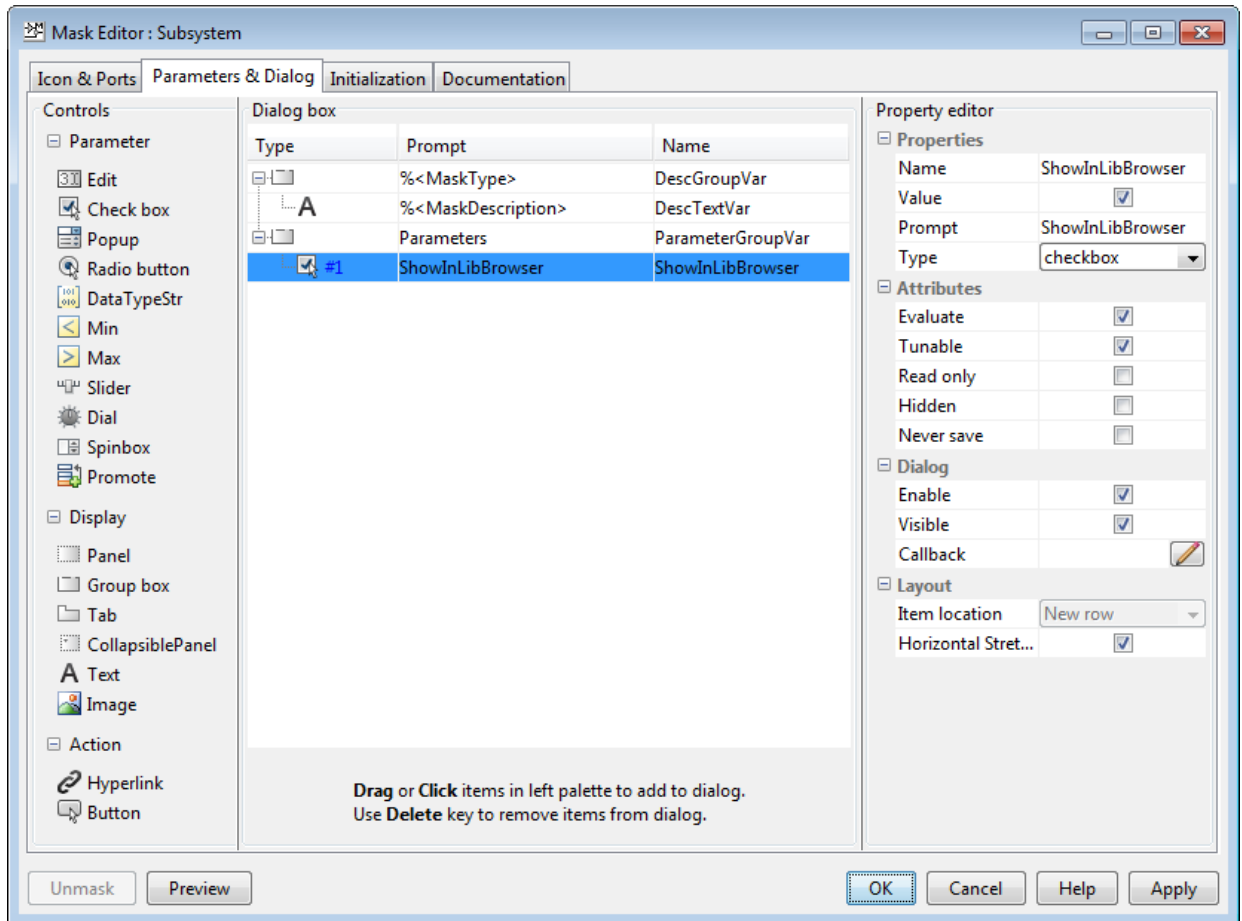 Mask Editor : Subsystem
Icon & Ports Parameters & Dialog Initialization Documentation
Controls
Parameter
Edit
Check box
Popup
Radio button
DataTypeStr
Min
Max
Slider
Dial
Spinbox
Promote
Display
Panel
Group box
Tab
CollapsiblePanel
A Text
Image
Action
Hyperlink
Button
Dialog box
Type Prompt Name
%<MaskType> DescGroupVar
A %<MaskDescription> DescTextVar
Parameters ParameterGroupVar
#1 ShowInLibBrowser ShowInLibBrowser
Drag or Click items in left palette to add to dialog.
Use Delete key to remove items from dialog.
Property editor
Properties
Name ShowInLibBrowser
Value
Prompt ShowInLibBrowser
Type checkbox
Attributes
Evaluate
Tunable
Read only
Hidden
Never save
Dialog
Enable
Visible
Callback
Layout
Item location New row
Horizontal Stret...
Unmask Preview OK Cancel Help Apply